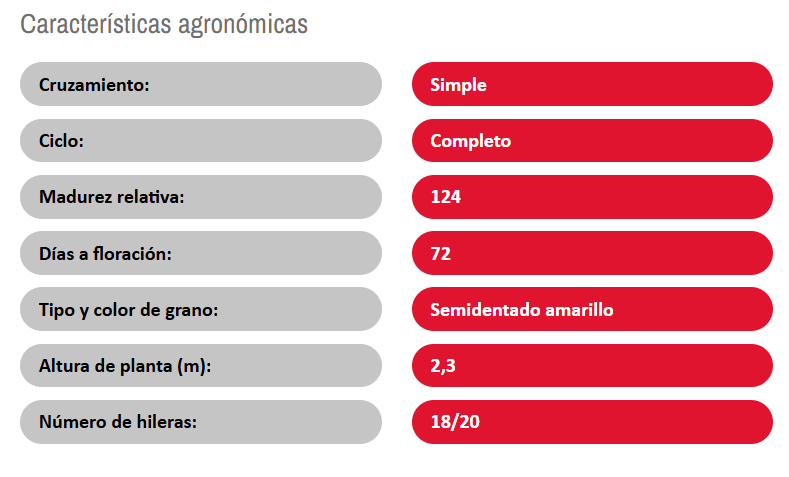 Características agronómicas
Cruzamiento: Simple
Ciclo: Completo
Madurez relativa: 124
Días a floración: 72
Tipo y color de grano: Semidentado amarillo
Altura de planta (m): 2,3
Número de hileras: 18/20